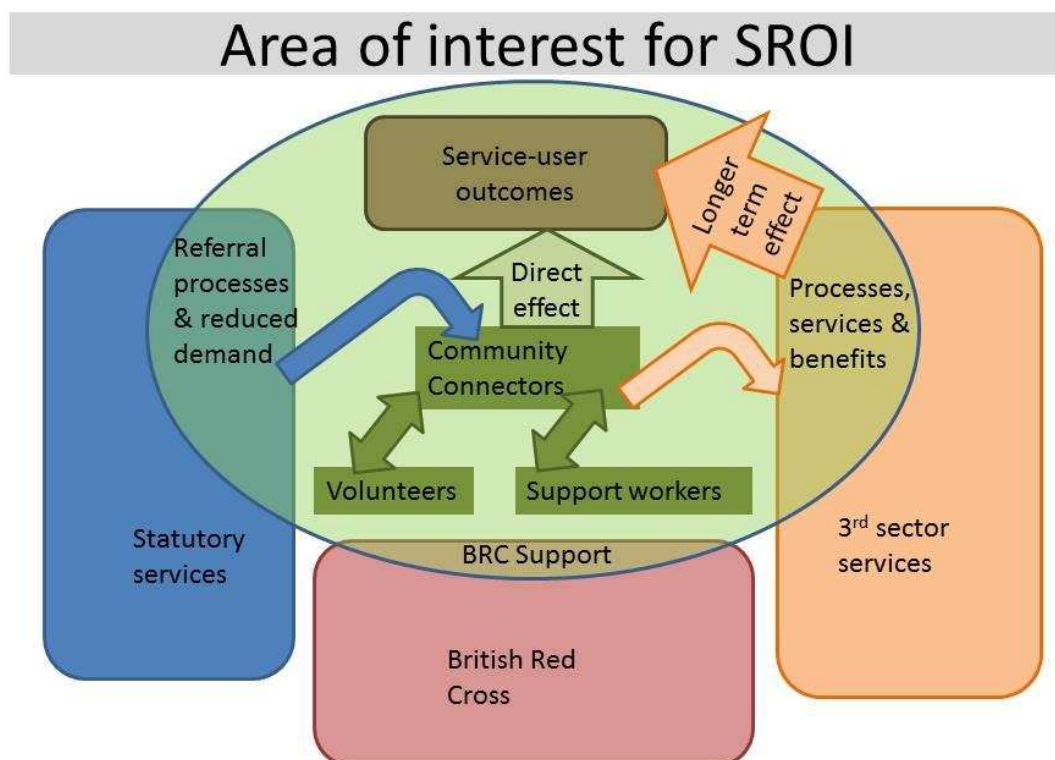 Area of interest for SROI
Service-user
outcomes
Longer
term
effect
Referral
processes
& reduced
demand
Direct
effect
Processes,
services &
benefits
Community
Connectors
Volunteers
Support workers
Statutory
services
3rd sector
services
BRC Support
British Red
Cross